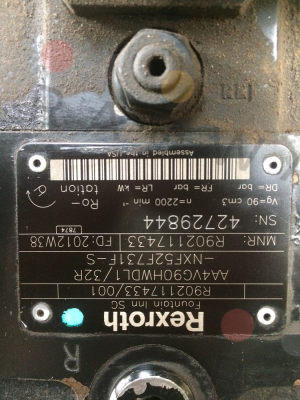 Rexroth
Fountain Inn SC
R902117433/001
AA4VG90HWDL1/32R
-NXF52F731F-S
MNR: R902117433 FD: 2012W38
SN: 42729844 7874
Vg=90 cm3 n=2200 min⁻¹ Ro-
DR= bar FR= bar LR= kW tation
Assembled in the USA
R